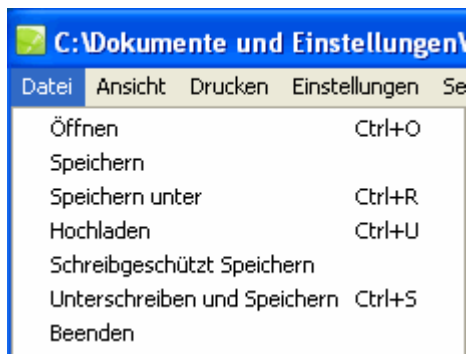 C:\Dokumente und Einstellungen\
Datei Ansicht Drucken Einstellungen Se
Öffnen Ctrl+O
Speichern
Speichern unter Ctrl+R
Hochladen Ctrl+U
Schreibgeschützt Speichern
Unterschreiben und Speichern Ctrl+S
Beenden